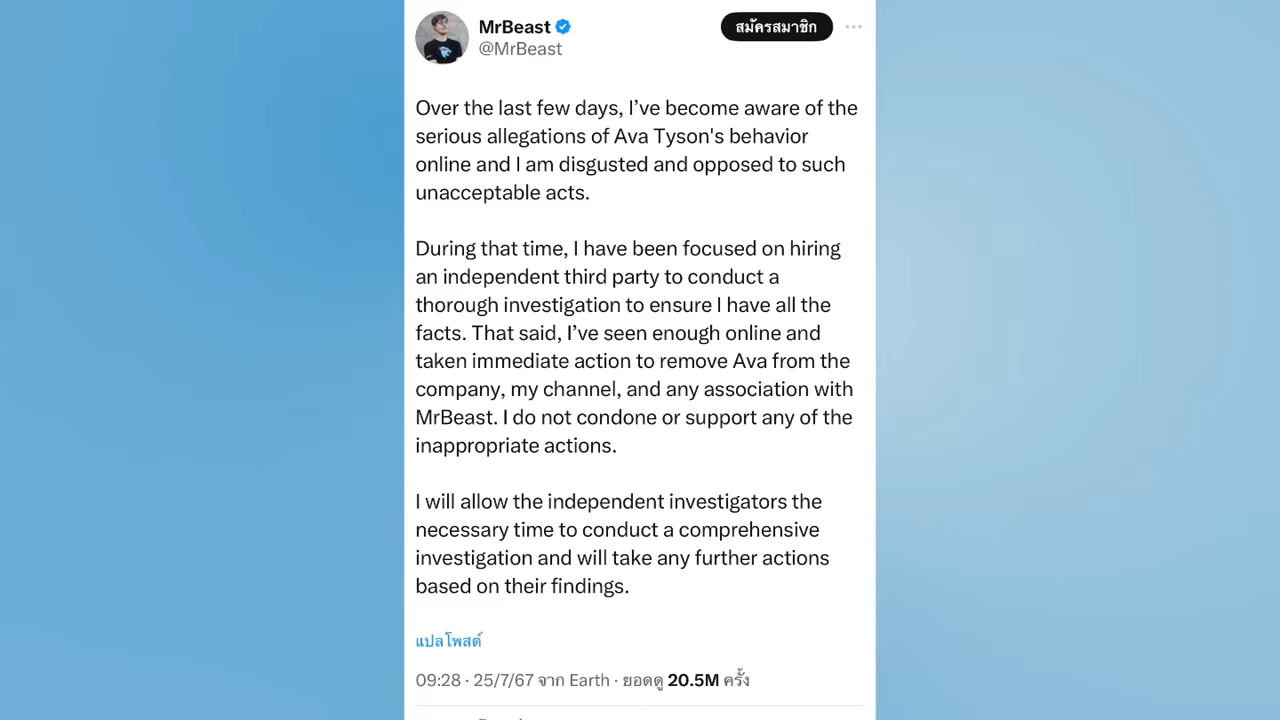 MrBeast
สมัครสมาชิก
@MrBeast
Over the last few days, I’ve become aware of the
serious allegations of Ava Tyson's behavior
online and I am disgusted and opposed to such
unacceptable acts.
During that time, I have been focused on hiring
an independent third party to conduct a
thorough investigation to ensure I have all the
facts. That said, I’ve seen enough online and
taken immediate action to remove Ava from the
company, my channel, and any association with
MrBeast. I do not condone or support any of the
inappropriate actions.
I will allow the independent investigators the
necessary time to conduct a comprehensive
investigation and will take any further actions
based on their findings.
แปลโพสต์
09:28 · 25/7/67 จาก Earth · ยอดดู 20.5M ครั้ง